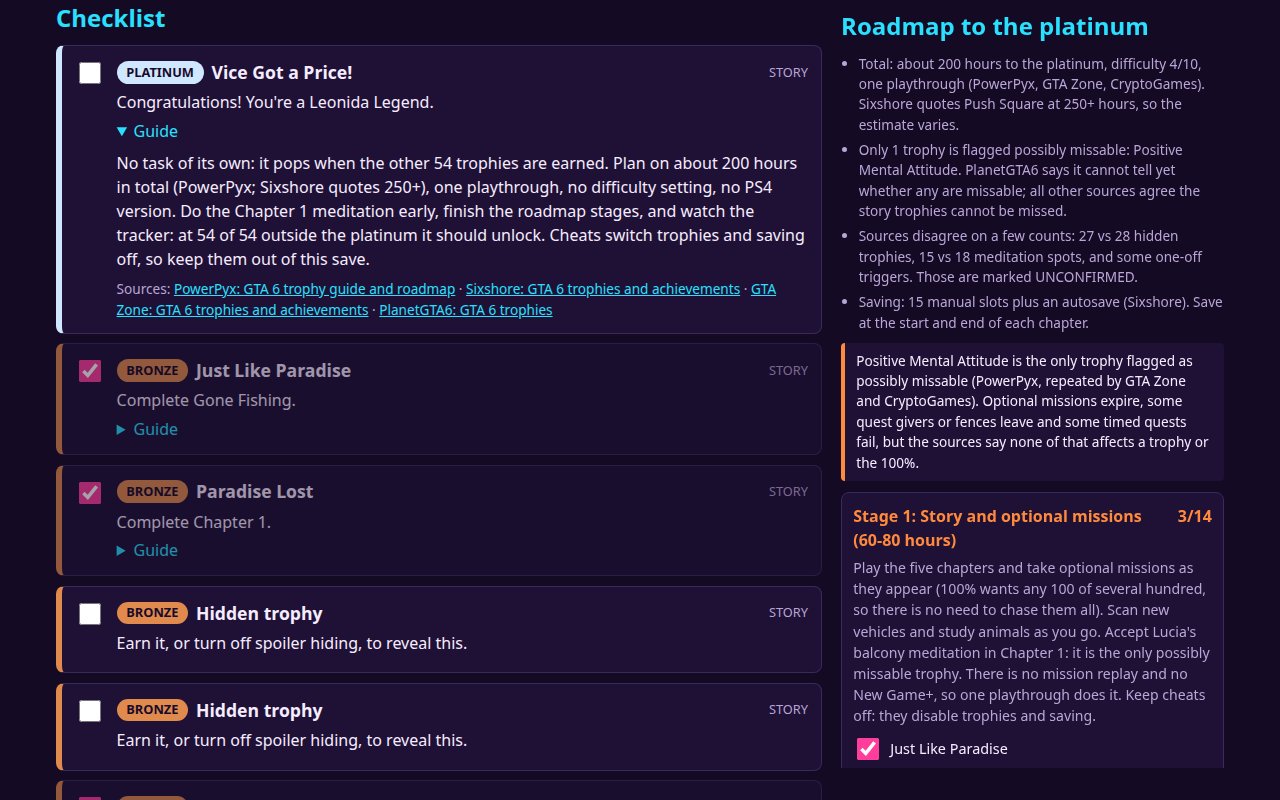 Checklist
PLATINUM Vice Got a Price! STORY
Congratulations! You're a Leonida Legend.
▼ Guide
No task of its own: it pops when the other 54 trophies are earned. Plan on about 200 hours
in total (PowerPyx; Sixshore quotes 250+), one playthrough, no difficulty setting, no PS4
version. Do the Chapter 1 meditation early, finish the roadmap stages, and watch the
tracker: at 54 of 54 outside the platinum it should unlock. Cheats switch trophies and saving
off, so keep them out of this save.
Sources: PowerPyx: GTA 6 trophy guide and roadmap · Sixshore: GTA 6 trophies and achievements · GTA
Zone: GTA 6 trophies and achievements · PlanetGTA6: GTA 6 trophies
BRONZE Just Like Paradise STORY
Complete Gone Fishing.
▶ Guide
BRONZE Paradise Lost STORY
Complete Chapter 1.
▶ Guide
BRONZE Hidden trophy STORY
Earn it, or turn off spoiler hiding, to reveal this.
BRONZE Hidden trophy STORY
Earn it, or turn off spoiler hiding, to reveal this.
Roadmap to the platinum
• Total: about 200 hours to the platinum, difficulty 4/10,
one playthrough (PowerPyx, GTA Zone, CryptoGames).
Sixshore quotes Push Square at 250+ hours, so the
estimate varies.
• Only 1 trophy is flagged possibly missable: Positive
Mental Attitude. PlanetGTA6 says it cannot tell yet
whether any are missable; all other sources agree the
story trophies cannot be missed.
• Sources disagree on a few counts: 27 vs 28 hidden
trophies, 15 vs 18 meditation spots, and some one-off
triggers. Those are marked UNCONFIRMED.
• Saving: 15 manual slots plus an autosave (Sixshore). Save
at the start and end of each chapter.
Positive Mental Attitude is the only trophy flagged as
possibly missable (PowerPyx, repeated by GTA Zone
and CryptoGames). Optional missions expire, some
quest givers or fences leave and some timed quests
fail, but the sources say none of that affects a trophy or
the 100%.
Stage 1: Story and optional missions 3/14
(60-80 hours)
Play the five chapters and take optional missions as
they appear (100% wants any 100 of several hundred,
so there is no need to chase them all). Scan new
vehicles and study animals as you go. Accept Lucia's
balcony meditation in Chapter 1: it is the only possibly
missable trophy. There is no mission replay and no
New Game+, so one playthrough does it. Keep cheats
off: they disable trophies and saving.
Just Like Paradise